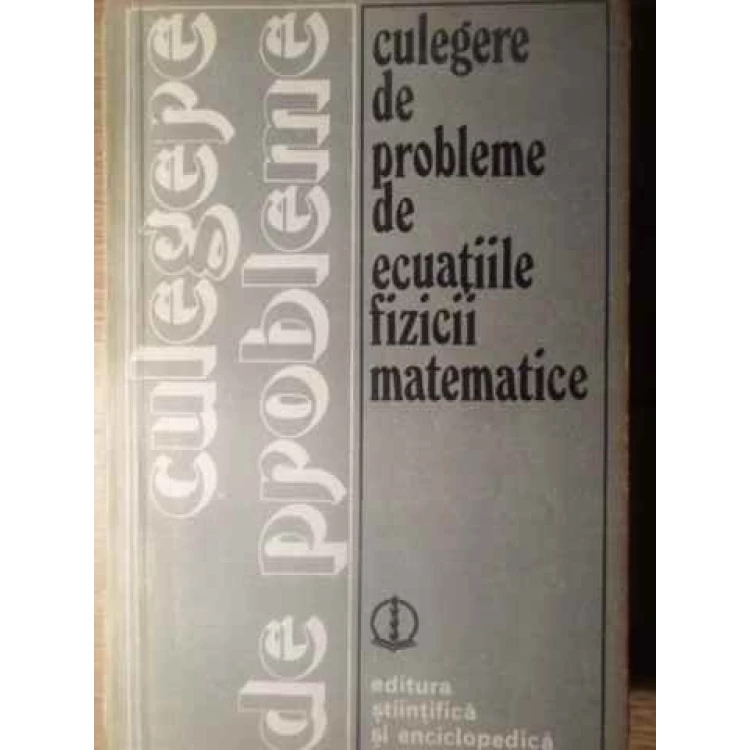 culegere
de probleme
culegere
de
probleme
de
ecuațiile
fizicii
matematice
editura
științifică
și enciclopedică